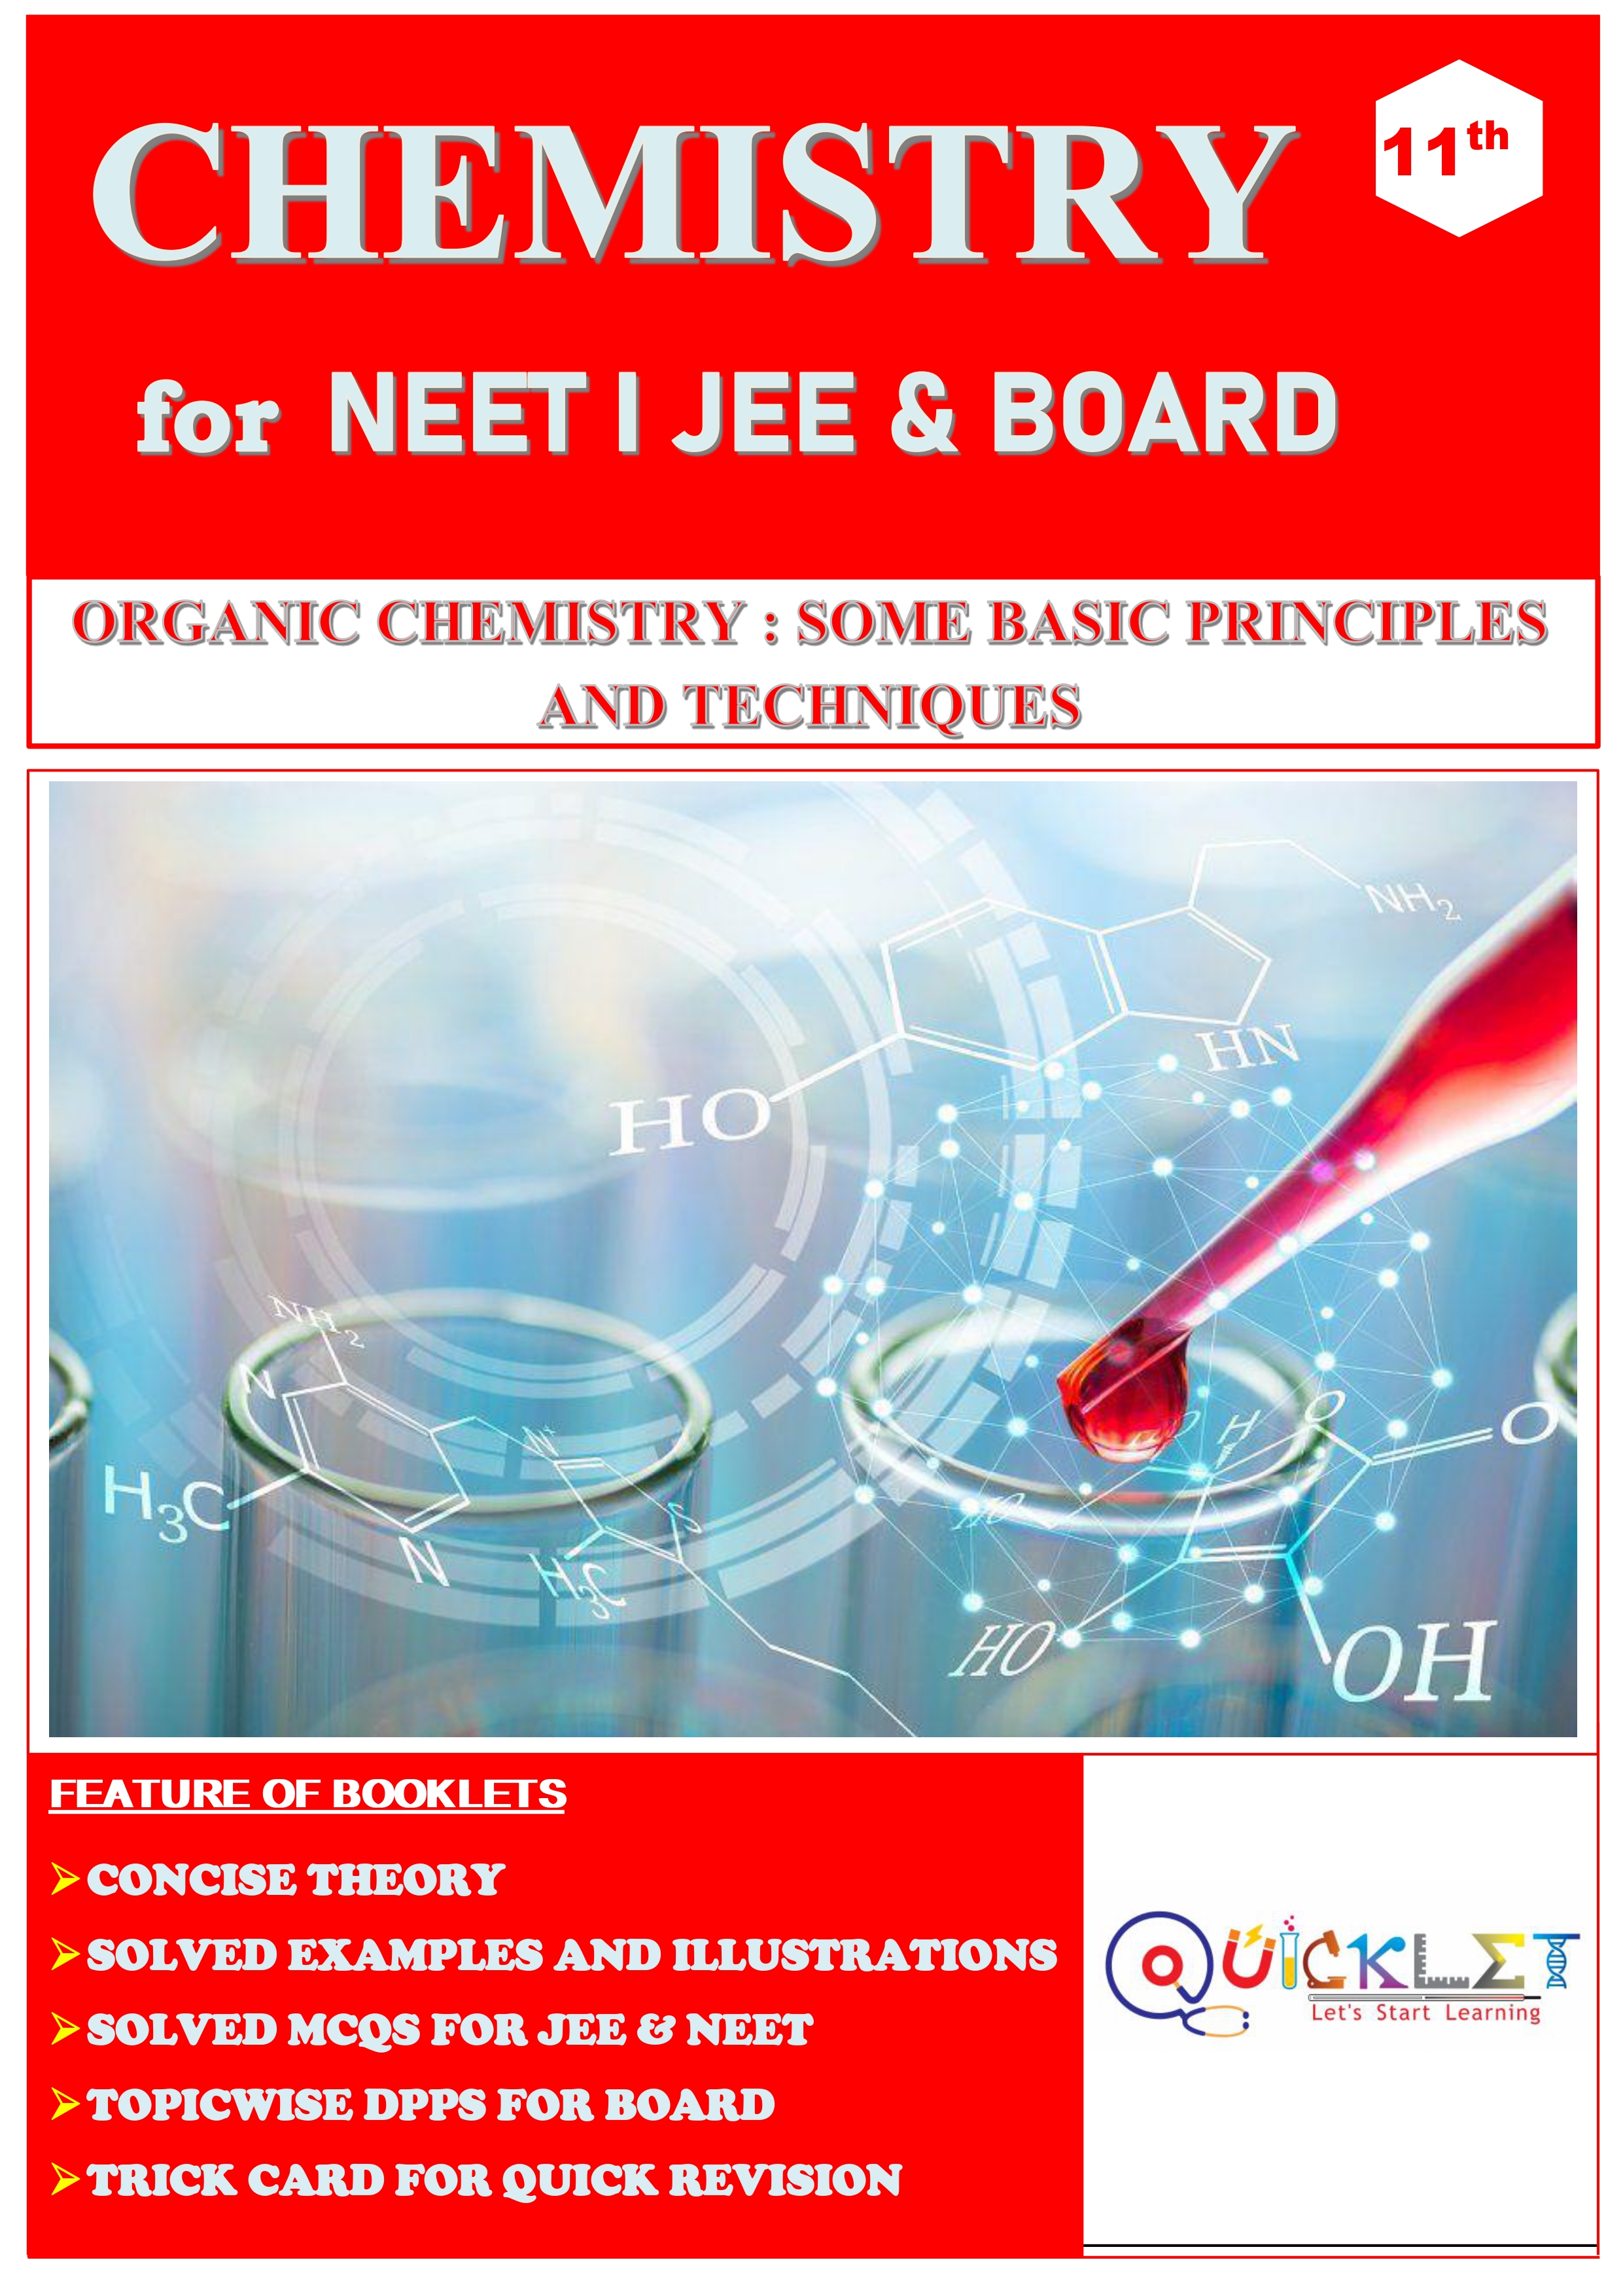 CHEMISTRY
11th
for NEET I JEE & BOARD
ORGANIC CHEMISTRY : SOME BASIC PRINCIPLES
AND TECHNIQUES
NH2
HN
HO
NH2
N
H
O
O
H3C
N+
S
HO
N
H3C
HO
OH
FEATURE OF BOOKLETS
CONCISE THEORY
SOLVED EXAMPLES AND ILLUSTRATIONS
SOLVED MCQS FOR JEE & NEET
TOPICWISE DPPS FOR BOARD
TRICK CARD FOR QUICK REVISION
QUICKLET
Let's Start Learning